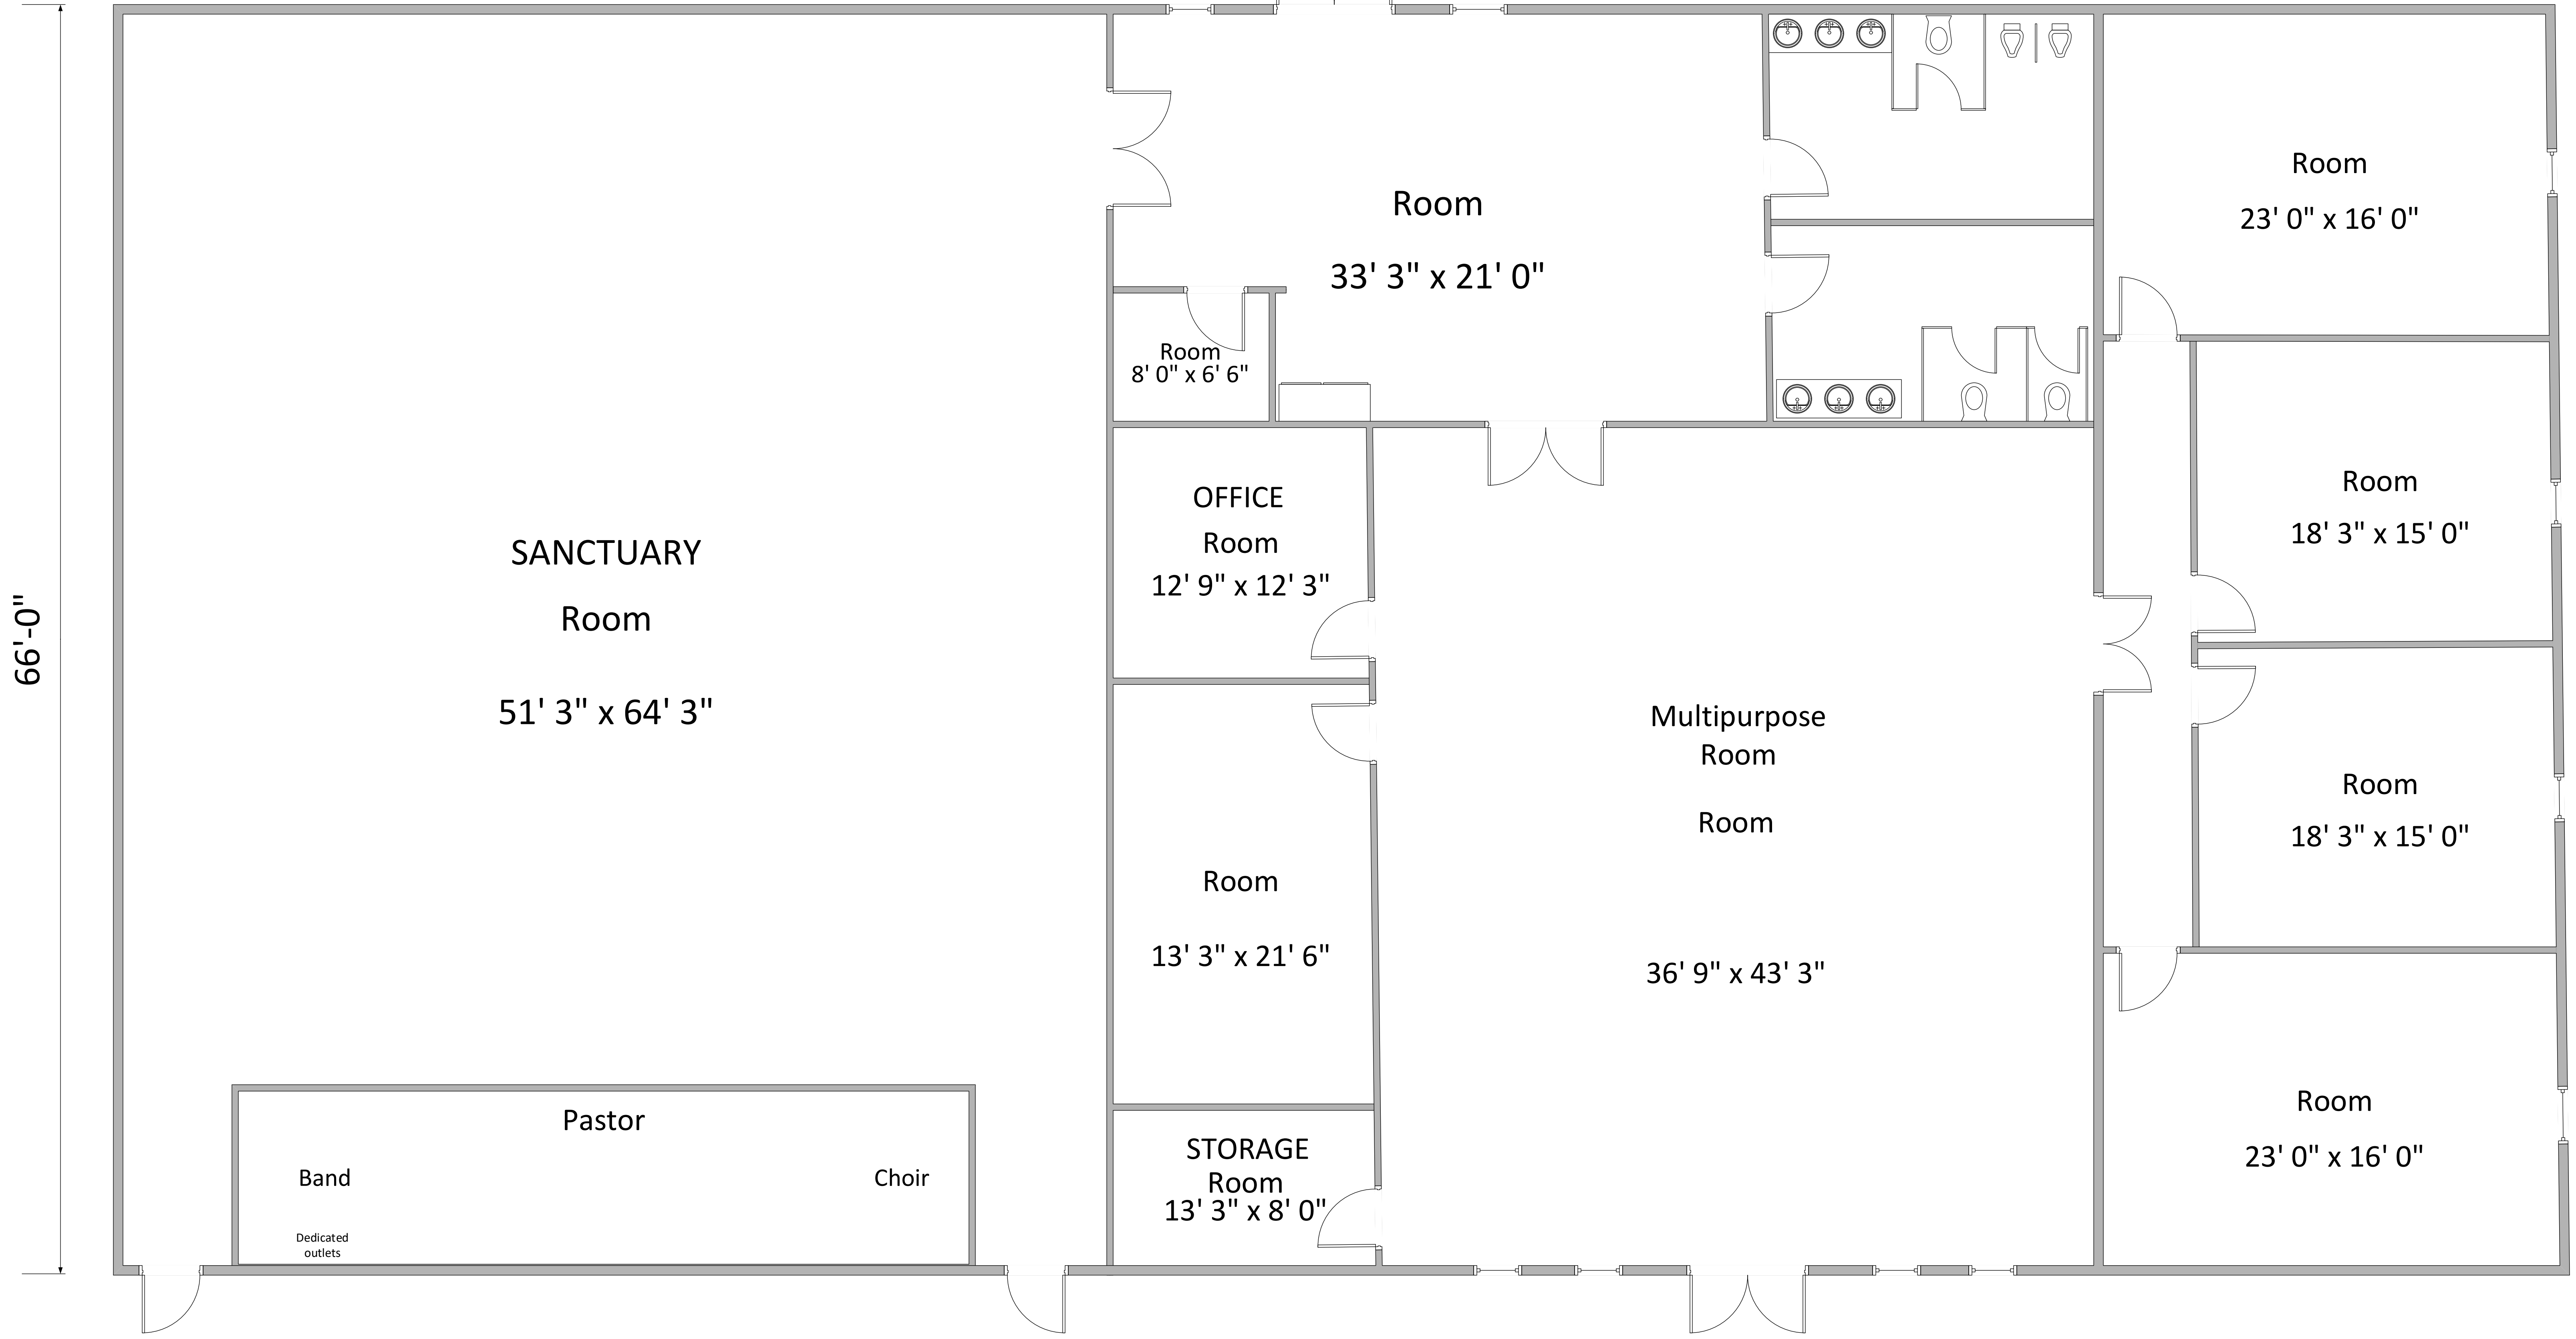 66'-0"
SANCTUARY
Room
51' 3" x 64' 3"
Pastor
Band
Choir
Dedicated
outlets
Room
33' 3" x 21' 0"
Room
8' 0" x 6' 6"
OFFICE
Room
12' 9" x 12' 3"
Room
13' 3" x 21' 6"
STORAGE
Room
13' 3" x 8' 0"
Multipurpose
Room
Room
36' 9" x 43' 3"
Room
23' 0" x 16' 0"
Room
18' 3" x 15' 0"
Room
18' 3" x 15' 0"
Room
23' 0" x 16' 0"